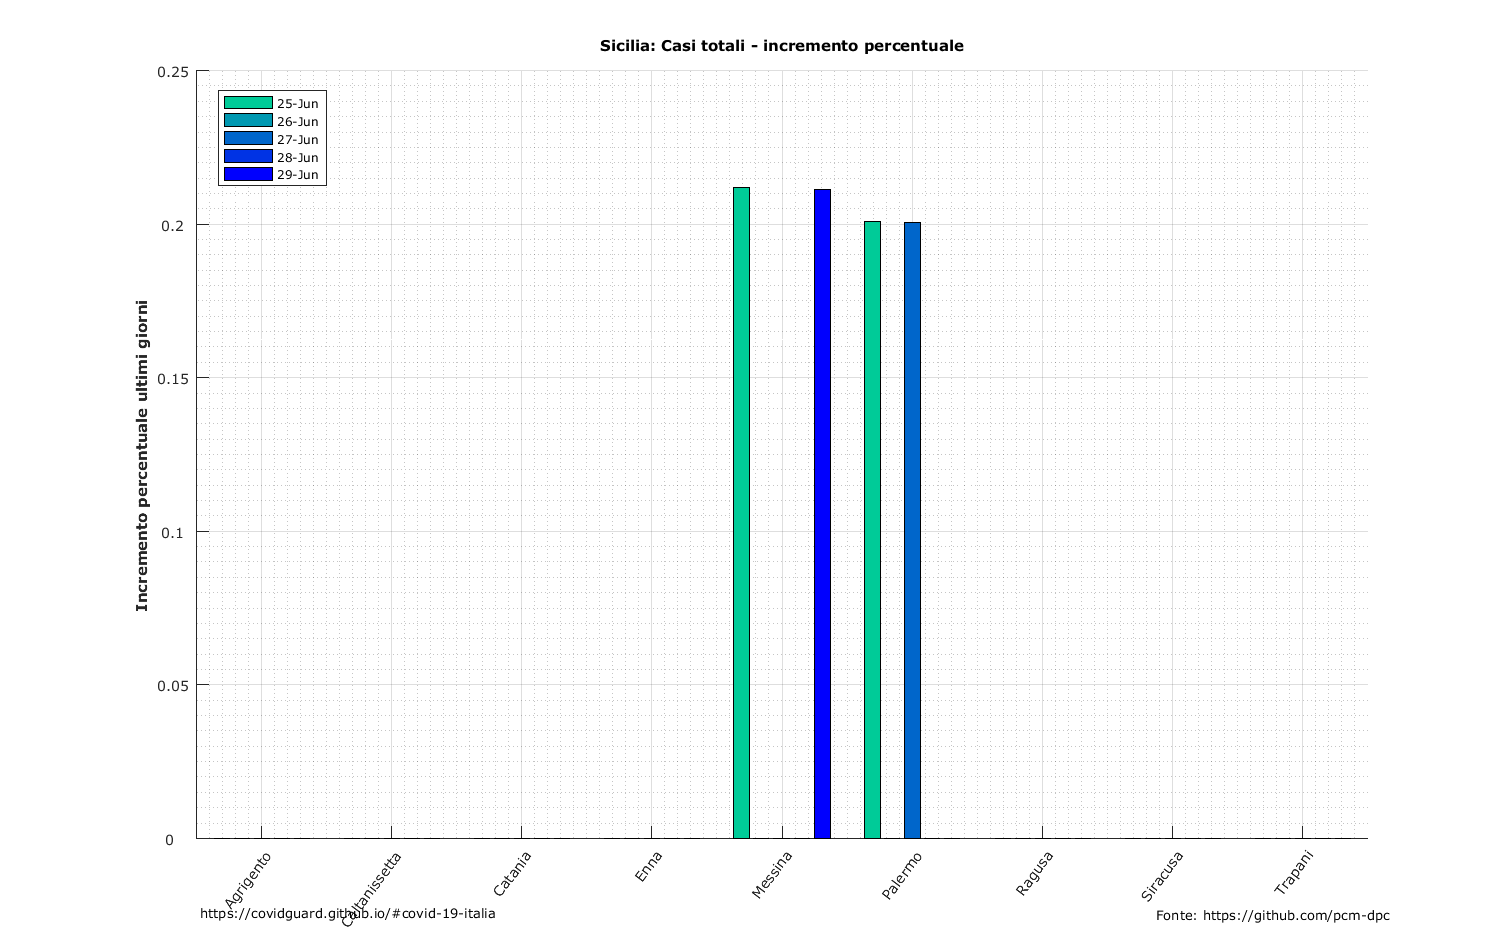 Sicilia: Casi totali - incremento percentuale
0.25
0.2
0.15
0.1
0.05
0
Incremento percentuale ultimi giorni
25-Jun
26-Jun
27-Jun
28-Jun
29-Jun
Agrigento
Caltanissetta
Catania
Enna
Messina
Palermo
Ragusa
Siracusa
Trapani
https://covidguard.github.io/#covid-19-italia
Fonte: https://github.com/pcm-dpc